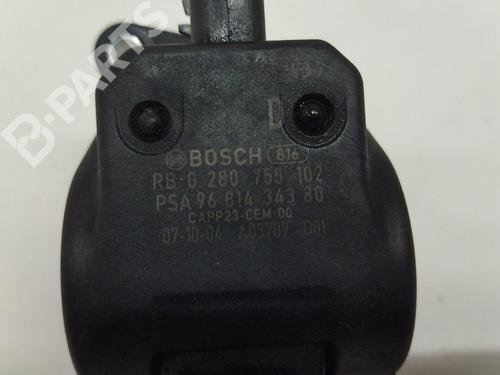 B-PARTS
D
BOSCH 816
RB 0 280 755 102
PSA 96 814 343 80
CAPP23-CEM 00
07-10-04 A03789 D01